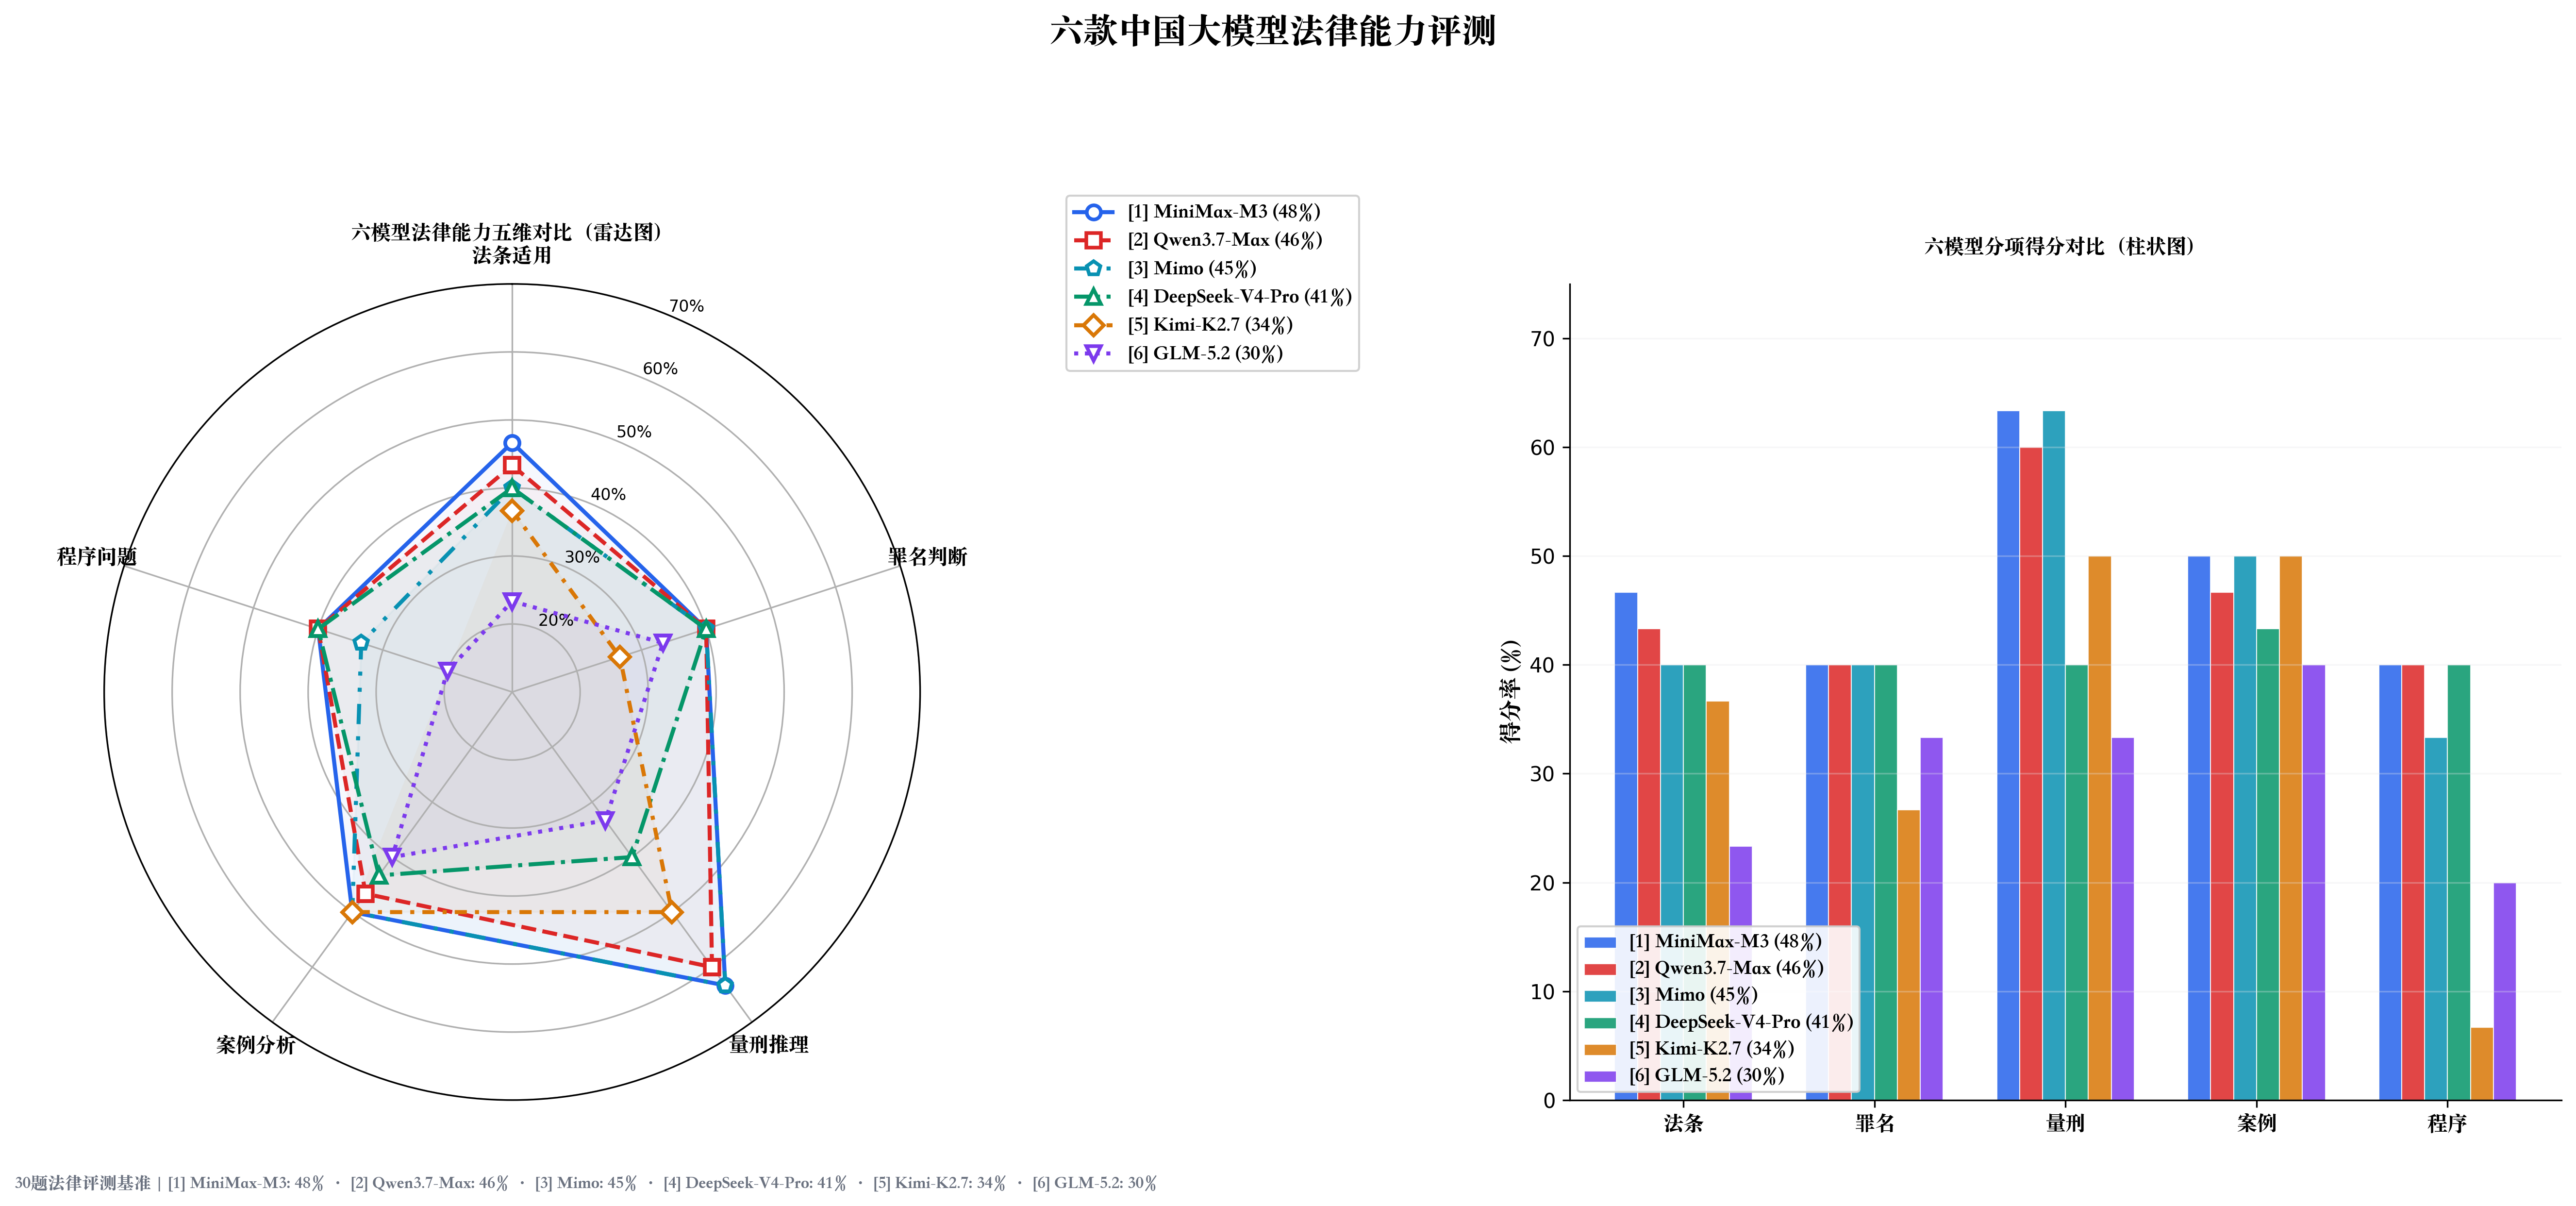 六款中国大模型法律能力评测
六模型法律能力五维对比（雷达图）
法条适用
罪名判断
量刑推理
案例分析
程序问题
70%
60%
50%
40%
30%
20%
[1] MiniMax-M3 (48%)
[2] Qwen3.7-Max (46%)
[3] Mimo (45%)
[4] DeepSeek-V4-Pro (41%)
[5] Kimi-K2.7 (34%)
[6] GLM-5.2 (30%)
六模型分项得分对比（柱状图）
得分率 (%)
70
60
50
40
30
20
10
0
[1] MiniMax-M3 (48%)
[2] Qwen3.7-Max (46%)
[3] Mimo (45%)
[4] DeepSeek-V4-Pro (41%)
[5] Kimi-K2.7 (34%)
[6] GLM-5.2 (30%)
法条 罪名 量刑 案例 程序
30题法律评测基准 | [1] MiniMax-M3: 48% · [2] Qwen3.7-Max: 46% · [3] Mimo: 45% · [4] DeepSeek-V4-Pro: 41% · [5] Kimi-K2.7: 34% · [6] GLM-5.2: 30%